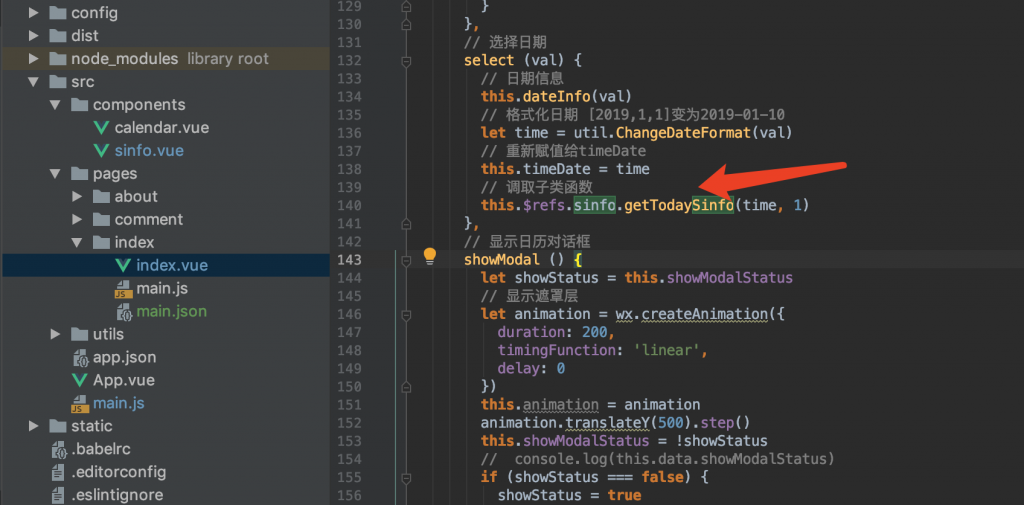 config
dist
node_modules library root
src
components
calendar.vue
sinfo.vue
pages
about
comment
index
index.vue
main.js
main.json
utils
app.json
App.vue
main.js
static
.babelrc
.editorconfig
.eslintignore
129 }
130 },
131 // 选择日期
132 select (val) {
133 // 日期信息
134 this.dateInfo(val)
135 // 格式化日期 [2019,1,1]变为2019-01-10
136 let time = util.ChangeDateFormat(val)
137 // 重新赋值给timeDate
138 this.timeDate = time
139 // 调取子类函数
140 this.$refs.sinfo.getTodaySinfo(time, 1)
141 },
142 // 显示日历对话框
143 showModal () {
144 let showStatus = this.showModalStatus
145 // 显示遮罩层
146 let animation = wx.createAnimation({
147 duration: 200,
148 timingFunction: 'linear',
149 delay: 0
150 })
151 this.animation = animation
152 animation.translateY(500).step()
153 this.showModalStatus = !showStatus
154 //  console.log(this.data.showModalStatus)
155 if (showStatus === false) {
156 showStatus = true